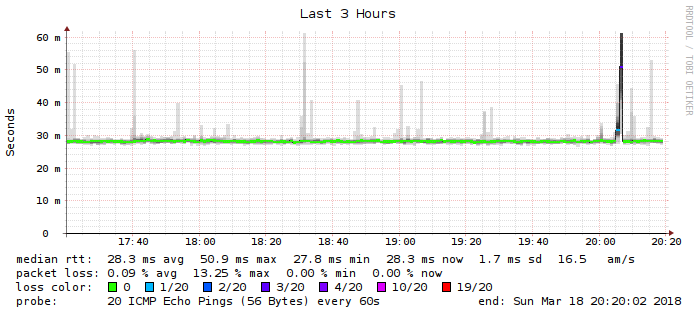 Last 3 Hours
RRDTOOL / TOBI OETIKER
Seconds
60 m
50 m
40 m
30 m
20 m
10 m
0
17:40 18:00 18:20 18:40 19:00 19:20 19:40 20:00 20:20
median rtt: 28.3 ms avg 50.9 ms max 27.8 ms min 28.3 ms now 1.7 ms sd 16.5 am/s
packet loss: 0.09 % avg 13.25 % max 0.00 % min 0.00 % now
loss color: 0 1/20 2/20 3/20 4/20 10/20 19/20
probe: 20 ICMP Echo Pings (56 Bytes) every 60s end: Sun Mar 18 20:20:02 2018